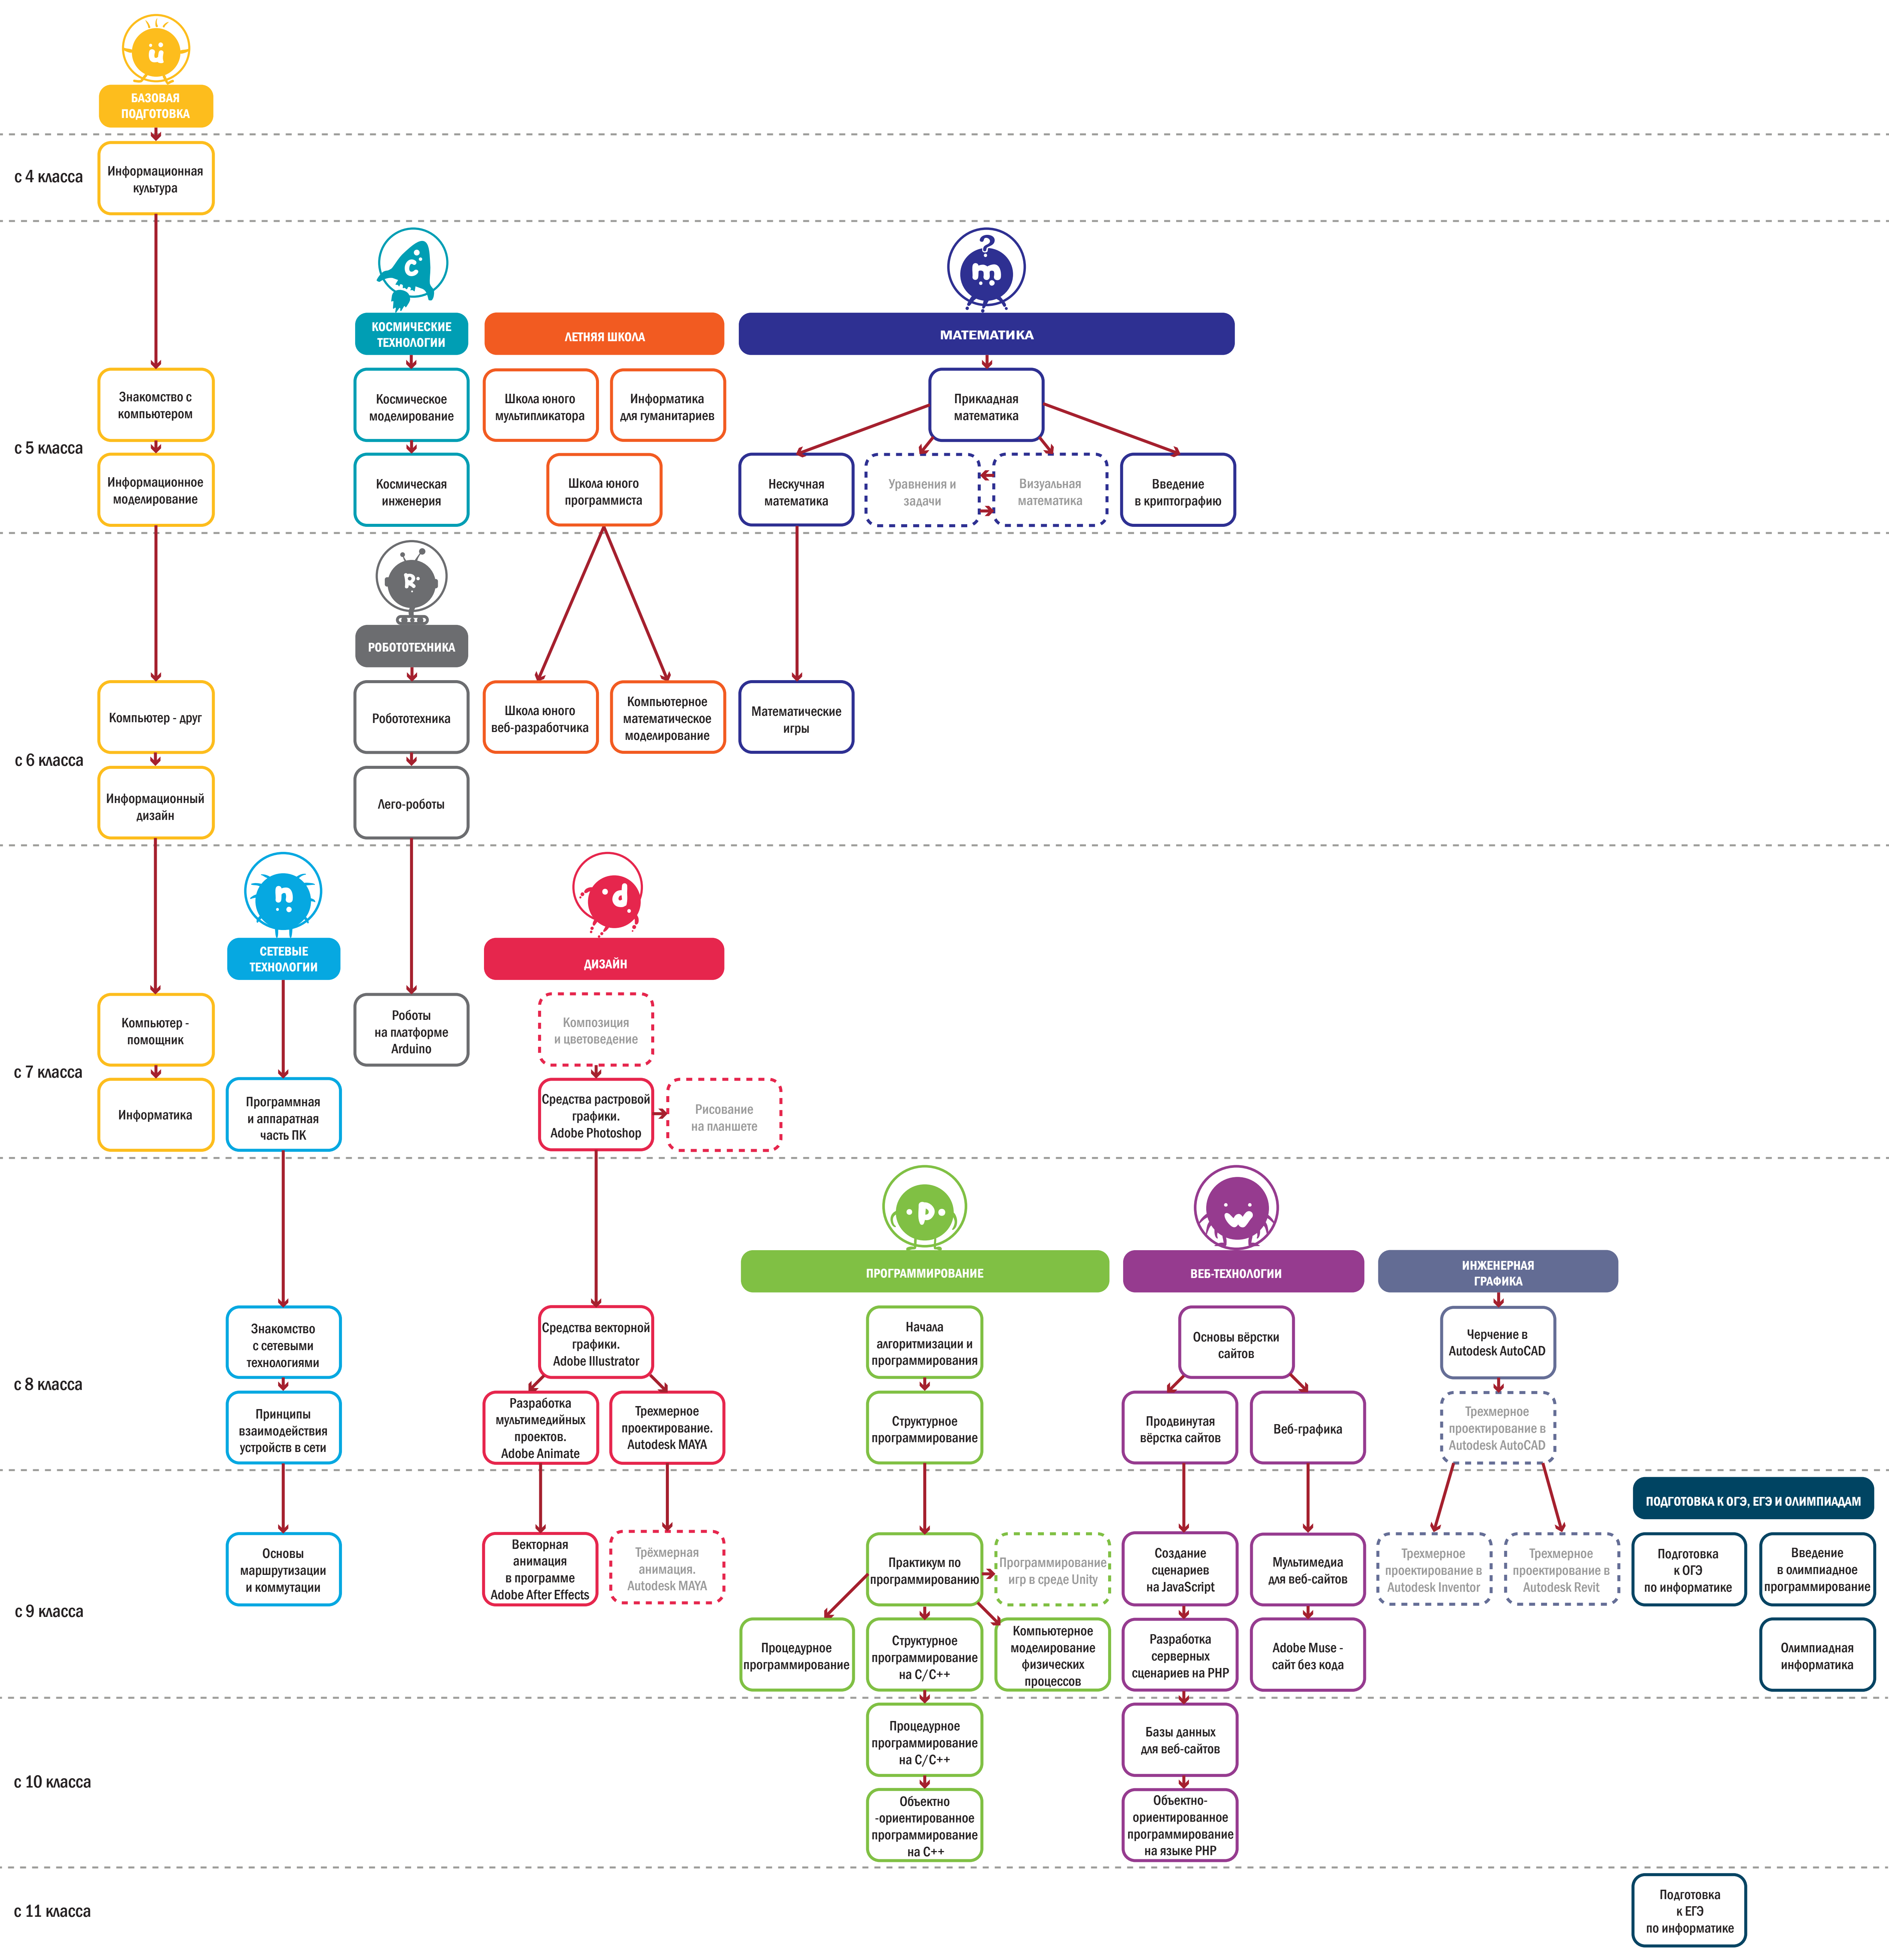 ü
БАЗОВАЯ
ПОДГОТОВКА
с 4 класса
Информационная
культура
C
?
m
КОСМИЧЕСКИЕ
ТЕХНОЛОГИИ
ЛЕТНЯЯ ШКОЛА
МАТЕМАТИКА
с 5 класса
Знакомство с
компьютером
Космическое
моделирование
Школа юного
мультипликатора
Информатика
для гуманитариев
Прикладная
математика
Информационное
моделирование
Космическая
инженерия
Школа юного
программиста
Нескучная
математика
Уравнения и
задачи
Визуальная
математика
Введение
в криптографию
R
РОБОТОТЕХНИКА
с 6 класса
Компьютер - друг
Робототехника
Школа юного
веб-разработчика
Компьютерное
математическое
моделирование
Математические
игры
Информационный
дизайн
Лего-роботы
n
d
СЕТЕВЫЕ
ТЕХНОЛОГИИ
ДИЗАЙН
с 7 класса
Компьютер -
помощник
Роботы
на платформе
Arduino
Композиция
и цветоведение
Информатика
Программная
и аппаратная
часть ПК
Средства растровой
графики.
Adobe Photoshop
Рисование
на планшете
p
w
ПРОГРАММИРОВАНИЕ
ВЕБ-ТЕХНОЛОГИИ
ИНЖЕНЕРНАЯ
ГРАФИКА
с 8 класса
Знакомство
с сетевыми
технологиями
Средства векторной
графики.
Adobe Illustrator
Начала
алгоритмизации и
программирования
Основы вёрстки
сайтов
Черчение в
Autodesk AutoCAD
Принципы
взаимодействия
устройств в сети
Разработка
мультимедийных
проектов.
Adobe Animate
Трехмерное
проектирование.
Autodesk MAYA
Структурное
программирование
Продвинутая
вёрстка сайтов
Веб-графика
Трехмерное
проектирование в
Autodesk AutoCAD
ПОДГОТОВКА К ОГЭ, ЕГЭ И ОЛИМПИАДАМ
с 9 класса
Основы
маршрутизации
и коммутации
Векторная
анимация
в программе
Adobe After Effects
Трёхмерная
анимация.
Autodesk MAYA
Практикум по
программированию
Программирование
игр в среде Unity
Создание
сценариев
на JavaScript
Мультимедиа
для веб-сайтов
Трехмерное
проектирование в
Autodesk Inventor
Трехмерное
проектирование в
Autodesk Revit
Подготовка
к ОГЭ
по информатике
Введение
в олимпиадное
программирование
Процедурное
программирование
Структурное
программирование
на С/С++
Компьютерное
моделирование
физических
процессов
Разработка
серверных
сценариев на PHP
Adobe Muse -
сайт без кода
Олимпиадная
информатика
с 10 класса
Процедурное
программирование
на С/С++
Базы данных
для веб-сайтов
Объектно
-ориентированное
программирование
на С++
Объектно-
ориентированное
программирование
на языке PHP
с 11 класса
Подготовка
к ЕГЭ
по информатике